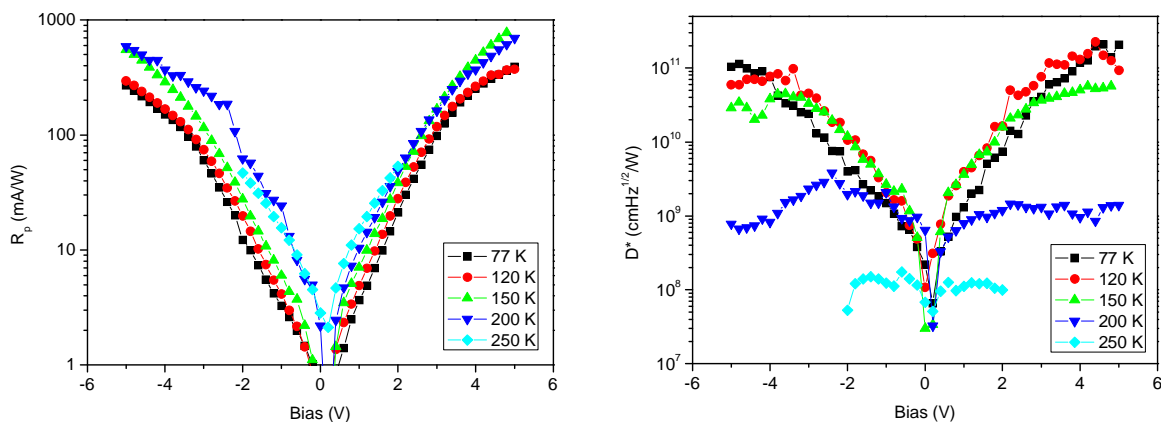 1000
100
10
1
R_p (mA/W)
-6 -4 -2 0 2 4 6
Bias (V)
77 K
120 K
150 K
200 K
250 K
10^11
10^10
10^9
10^8
10^7
D* (cmHz^1/2/W)
-6 -4 -2 0 2 4 6
Bias (V)
77 K
120 K
150 K
200 K
250 K